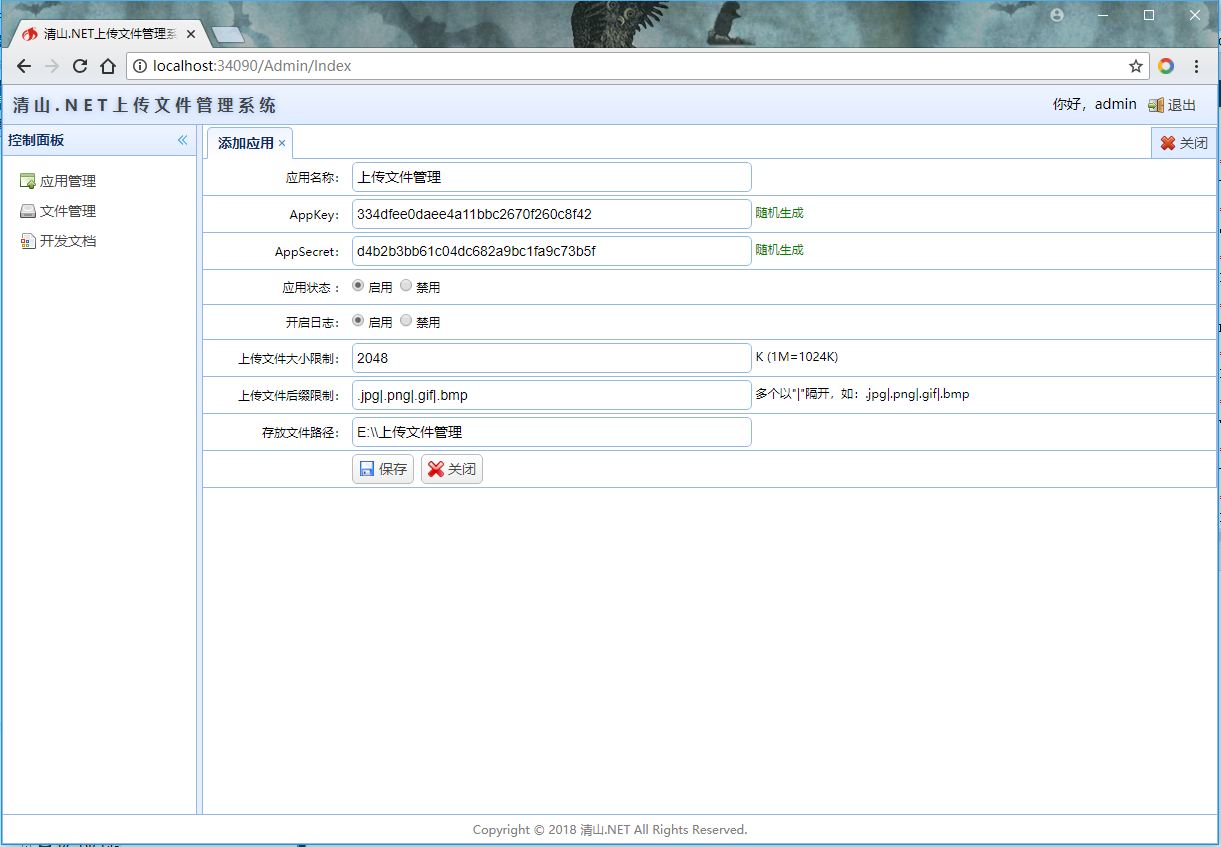 清山.NET上传文件管理系
localhost:34090/Admin/Index
清山.NET上传文件管理系统
你好，admin 退出
控制面板
应用管理
文件管理
开发文档
添加应用 ×
关闭
应用名称： 上传文件管理
AppKey： 334dfee0daee4a11bbc2670f260c8f42 随机生成
AppSecret： d4b2b3bb61c04dc682a9bc1fa9c73b5f 随机生成
应用状态 ： 启用 禁用
开启日志： 启用 禁用
上传文件大小限制： 2048 K (1M=1024K)
上传文件后缀限制： .jpg|.png|.gif|.bmp 多个以"|"隔开，如：.jpg|.png|.gif|.bmp
存放文件路径： E:\\上传文件管理
保存 关闭
Copyright © 2018 清山.NET All Rights Reserved.